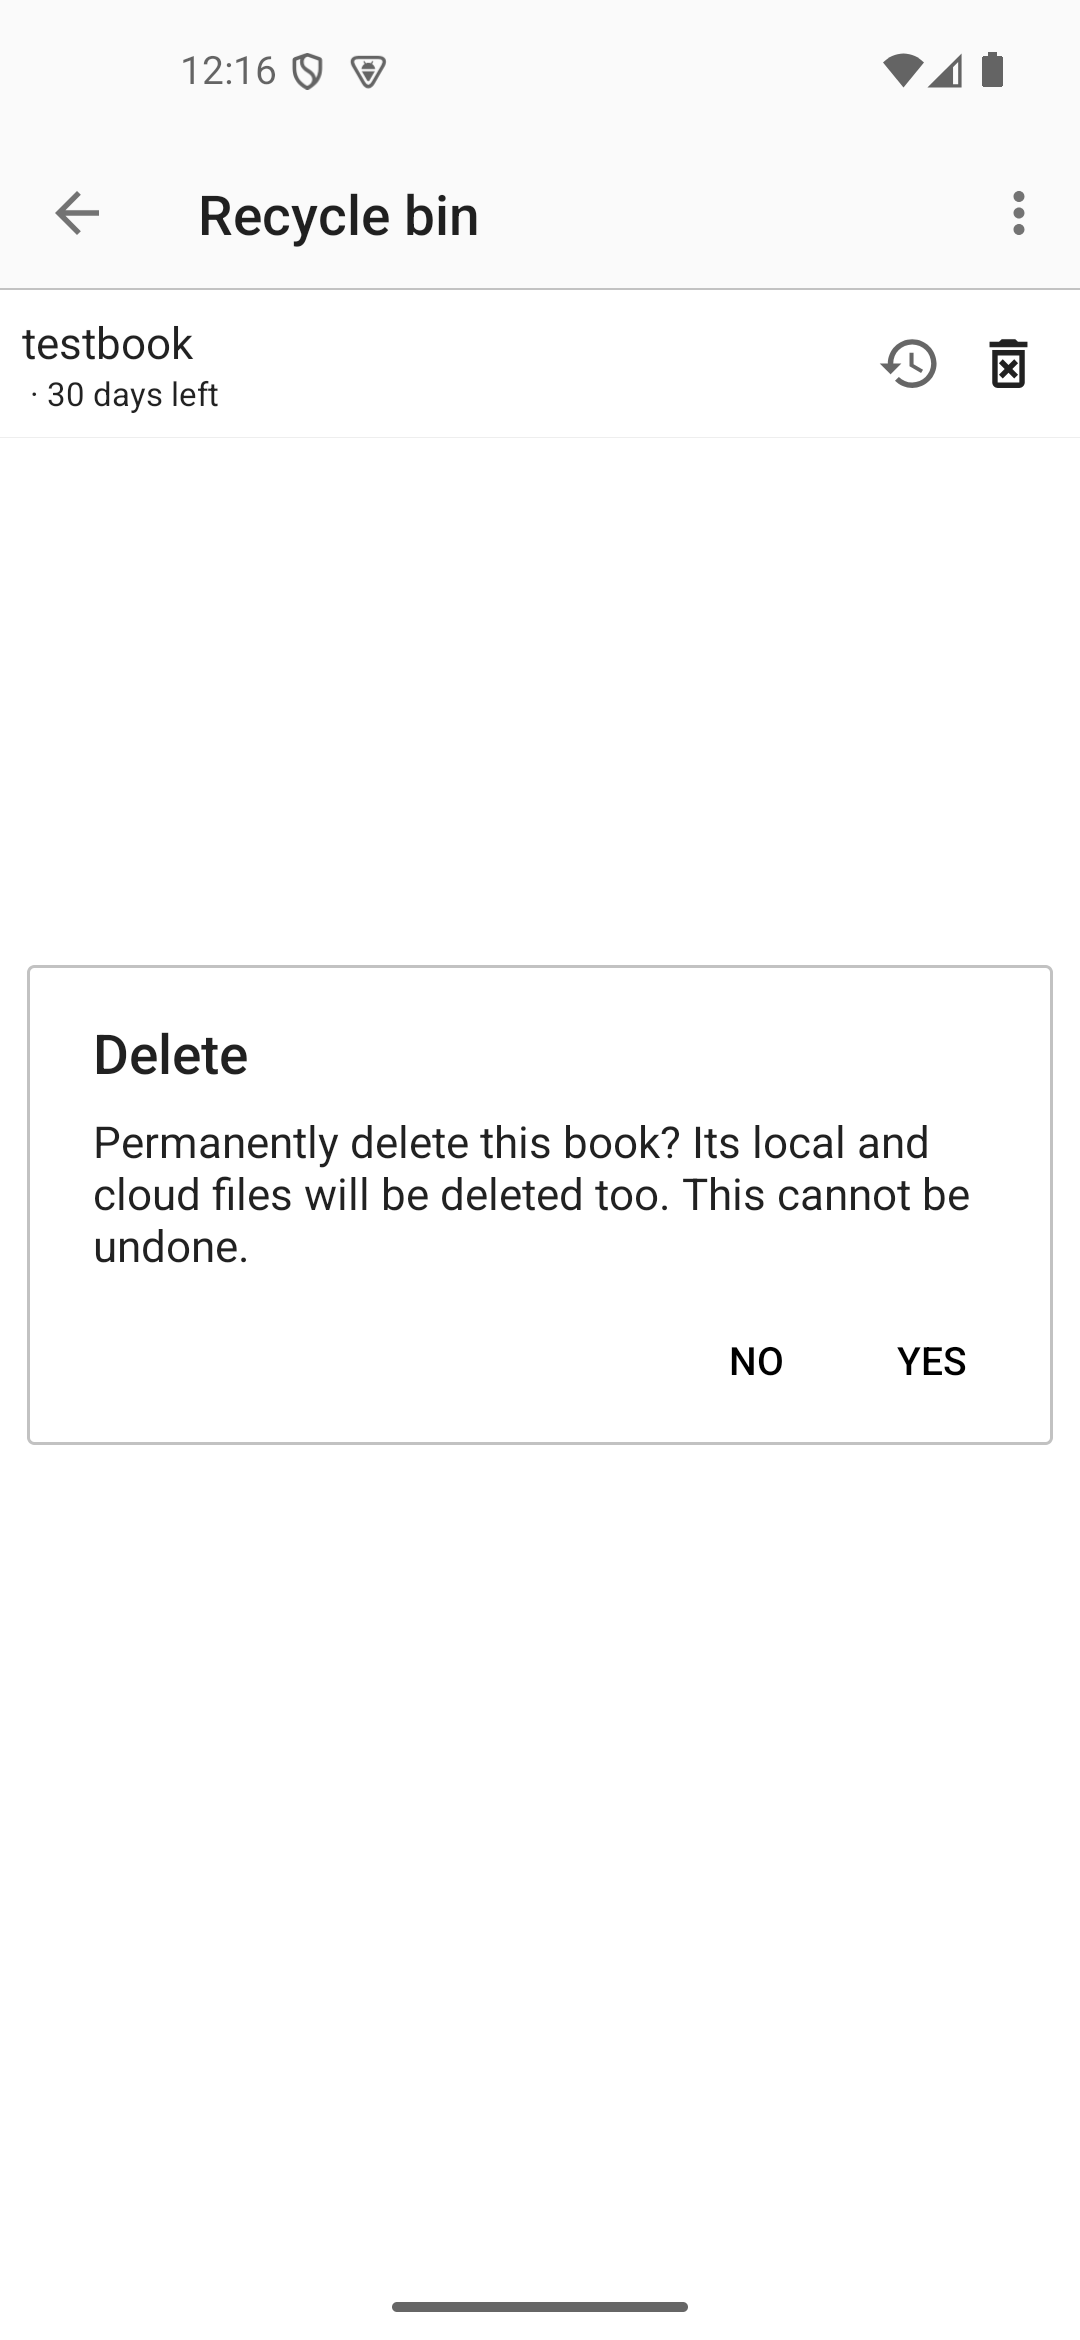 12:16
Recycle bin
testbook
· 30 days left
Delete
Permanently delete this book? Its local and
cloud files will be deleted too. This cannot be
undone.
NO YES